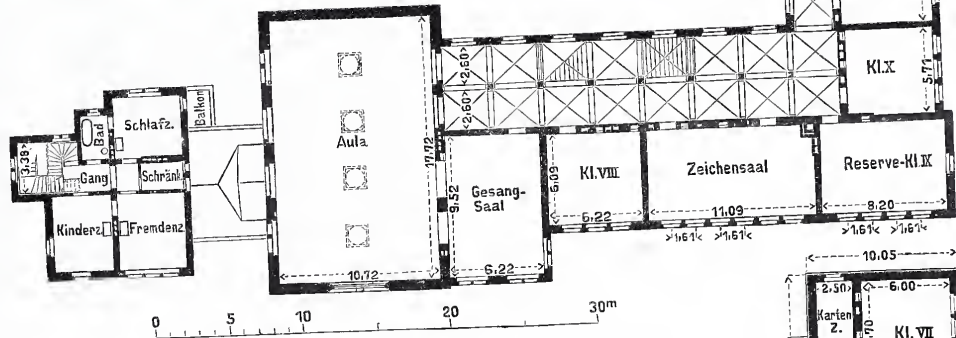 Balkon
Bad
Schlafz.
3,38
Gang
Schränk
Kinderz.
Fremdenz.
Aula
17,72
10,72
2,60
2,60
9,52
Gesang-
Saal
6,22
6,09
Kl.VIII
6,22
Zeichensaal
11,09
1,61
1,61
Kl.X
5,71
Reserve-Kl.IX
8,20
1,61
1,61
10,05
2,50
6,00
Karten
Z.
Kl. VII
0 5 10 20 30m